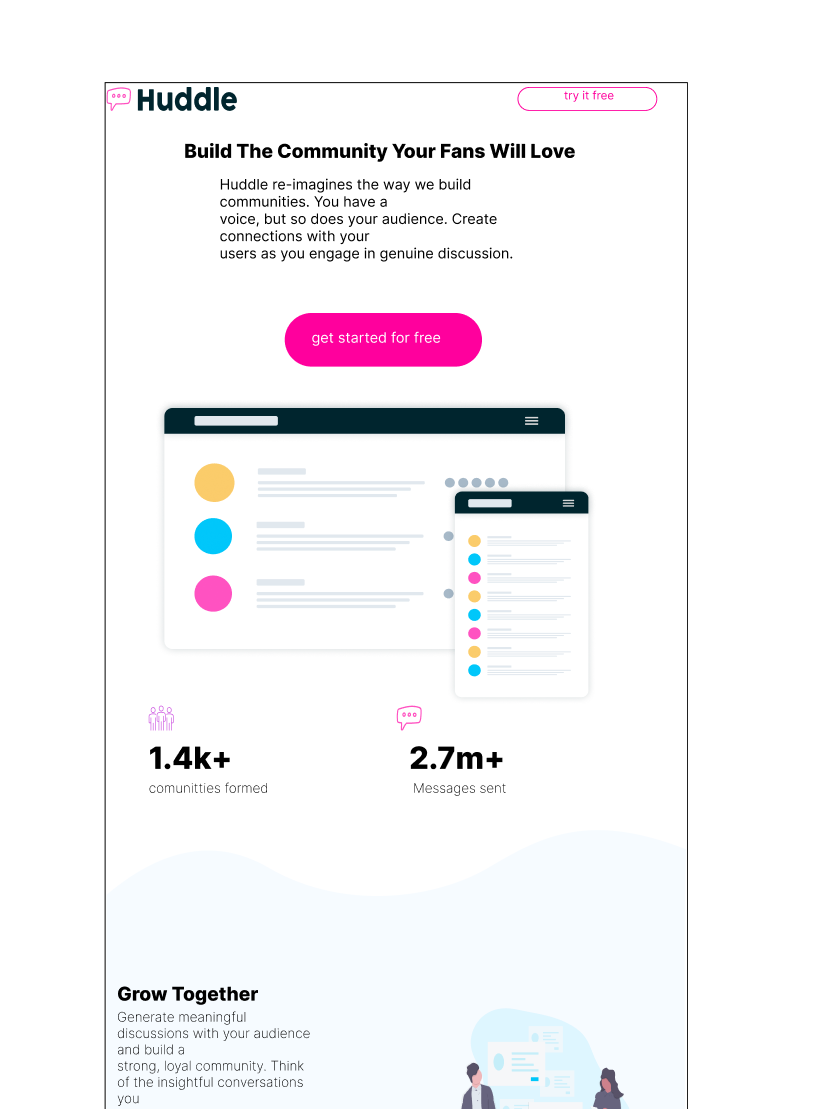 Huddle
try it free
Build The Community Your Fans Will Love
Huddle re-imagines the way we build
communities. You have a
voice, but so does your audience. Create
connections with your
users as you engage in genuine discussion.
get started for free
1.4k+
2.7m+
comunitties formed
Messages sent
Grow Together
Generate meaningful
discussions with your audience
and build a
strong, loyal community. Think
of the insightful conversations
you